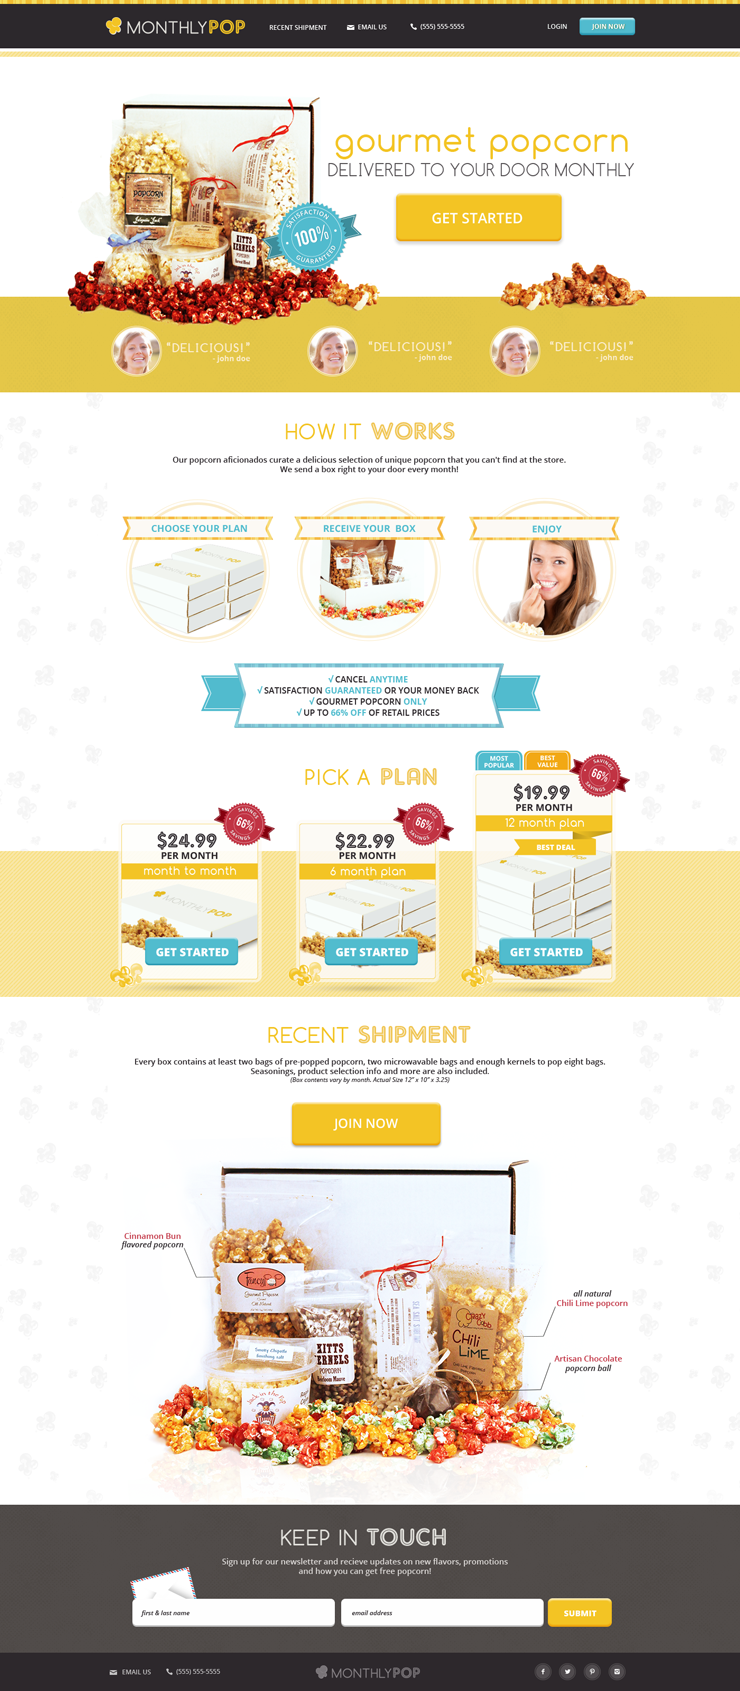 MONTHLYPOP
RECENT SHIPMENT
EMAIL US
(555) 555-5555
LOGIN
JOIN NOW
gourmet popcorn
DELIVERED TO YOUR DOOR MONTHLY
GET STARTED
SATISFACTION
100%
GUARANTEED
POPCORN
KITTS
KERNELS
POPCORN
"DELICIOUS!"
- john doe
"DELICIOUS!"
- john doe
"DELICIOUS!"
- john doe
HOW IT WORKS
Our popcorn aficionados curate a delicious selection of unique popcorn that you can't find at the store.
We send a box right to your door every month!
CHOOSE YOUR PLAN
RECEIVE YOUR BOX
ENJOY
√ CANCEL ANYTIME
√ SATISFACTION GUARANTEED OR YOUR MONEY BACK
√ GOURMET POPCORN ONLY
√ UP TO 66% OFF OF RETAIL PRICES
PICK A PLAN
SAVINGS
66%
SAVINGS
$24.99
PER MONTH
month to month
MONTHLYPOP
GET STARTED
SAVINGS
66%
SAVINGS
$22.99
PER MONTH
6 month plan
GET STARTED
MOST
POPULAR
BEST
VALUE
SAVINGS
66%
SAVINGS
$19.99
PER MONTH
12 month plan
BEST DEAL
GET STARTED
RECENT SHIPMENT
Every box contains at least two bags of pre-popped popcorn, two microwavable bags and enough kernels to pop eight bags.
Seasonings, product selection info and more are also included.
(Box contents vary by month. Actual Size 12" x 10" x 3.25)
JOIN NOW
Cinnamon Bun
flavored popcorn
all natural
Chili Lime popcorn
Artisan Chocolate
popcorn ball
Gourmet Popcorn
KITTS
KERNELS
POPCORN
CHiLi
LiME
KEEP IN TOUCH
Sign up for our newsletter and recieve updates on new flavors, promotions
and how you can get free popcorn!
first & last name
email address
SUBMIT
EMAIL US
(555) 555-5555
MONTHLYPOP